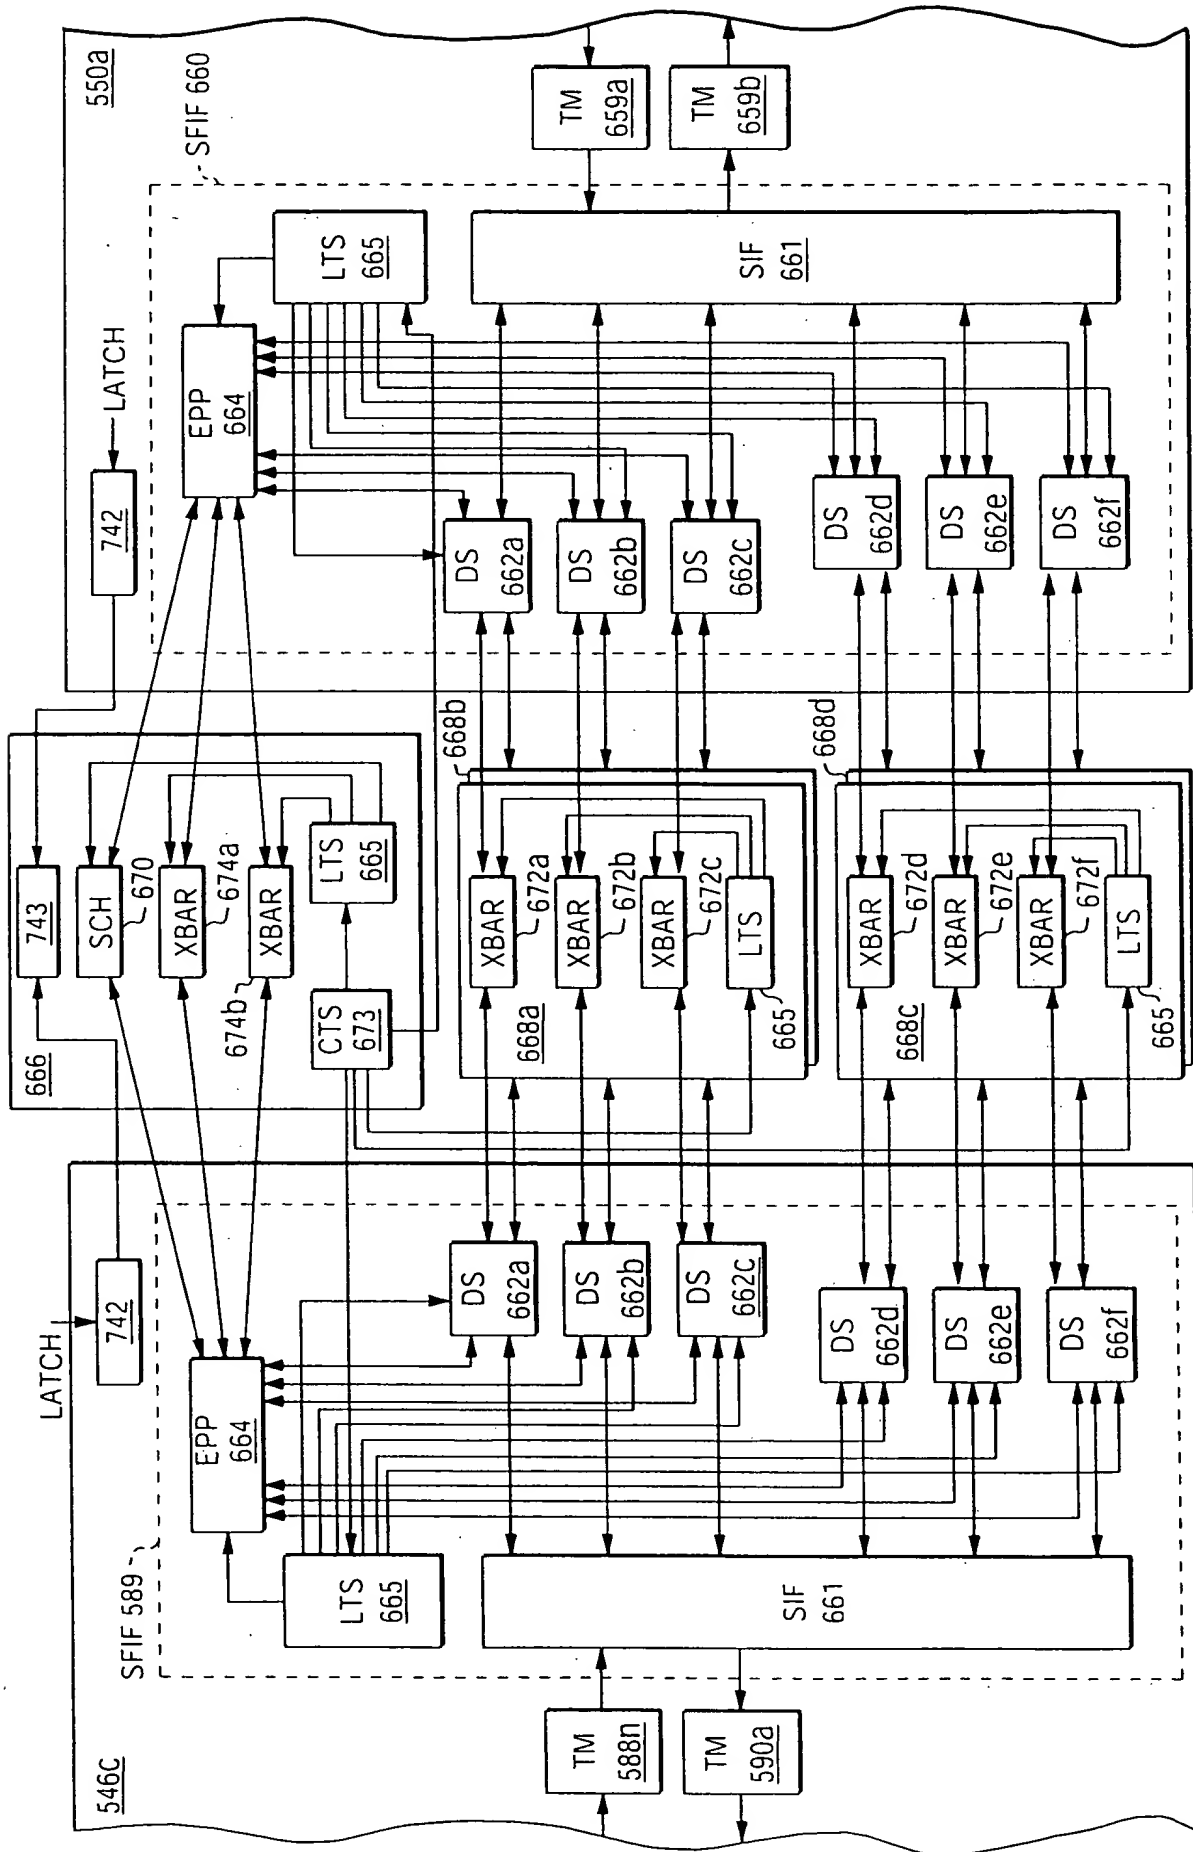 546C
SFIF 589
LATCH
742
EPP
664
LTS
665
DS
662a
DS
662b
DS
662c
DS
662d
DS
662e
DS
662f
SIF
661
TM
588n
TM
590a
666
743
SCH
670
XBAR
674a
XBAR
674b
CTS
673
LTS
665
668b
XBAR
672a
XBAR
672b
XBAR
672c
LTS
665
668a
668d
XBAR
672d
XBAR
672e
XBAR
672f
LTS
665
668c
550a
SFIF 660
LATCH
742
EPP
664
LTS
665
DS
662a
DS
662b
DS
662c
DS
662d
DS
662e
DS
662f
SIF
661
TM
659a
TM
659b